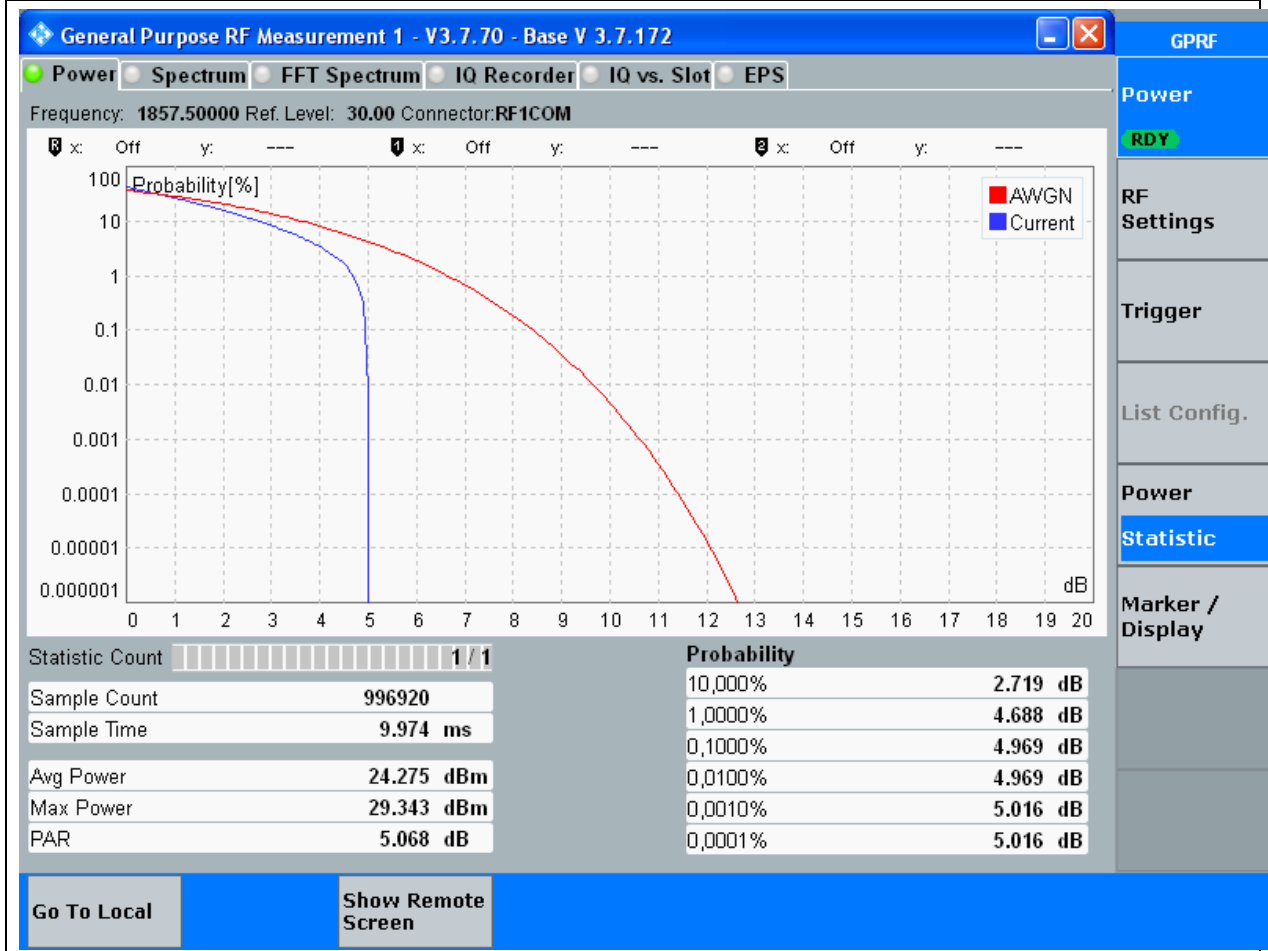 General Purpose RF Measurement 1 - V3.7.70 - Base V 3.7.172
Power Spectrum FFT Spectrum IQ Recorder IQ vs. Slot EPS
Frequency: 1857.50000 Ref. Level: 30.00 Connector:RF1COM
R x: Off y: --- 1 x: Off y: --- 2 x: Off y: ---
Probability[%]
100
10
1
0.1
0.01
0.001
0.0001
0.00001
0.000001
AWGN
Current
dB
0 1 2 3 4 5 6 7 8 9 10 11 12 13 14 15 16 17 18 19 20
Statistic Count 1 / 1
Sample Count 996920
Sample Time 9.974 ms
Avg Power 24.275 dBm
Max Power 29.343 dBm
PAR 5.068 dB
Probability
10,000% 2.719 dB
1,0000% 4.688 dB
0,1000% 4.969 dB
0,0100% 4.969 dB
0,0010% 5.016 dB
0,0001% 5.016 dB
GPRF
Power
RDY
RF
Settings
Trigger
List Config.
Power
Statistic
Marker /
Display
Go To Local
Show Remote
Screen